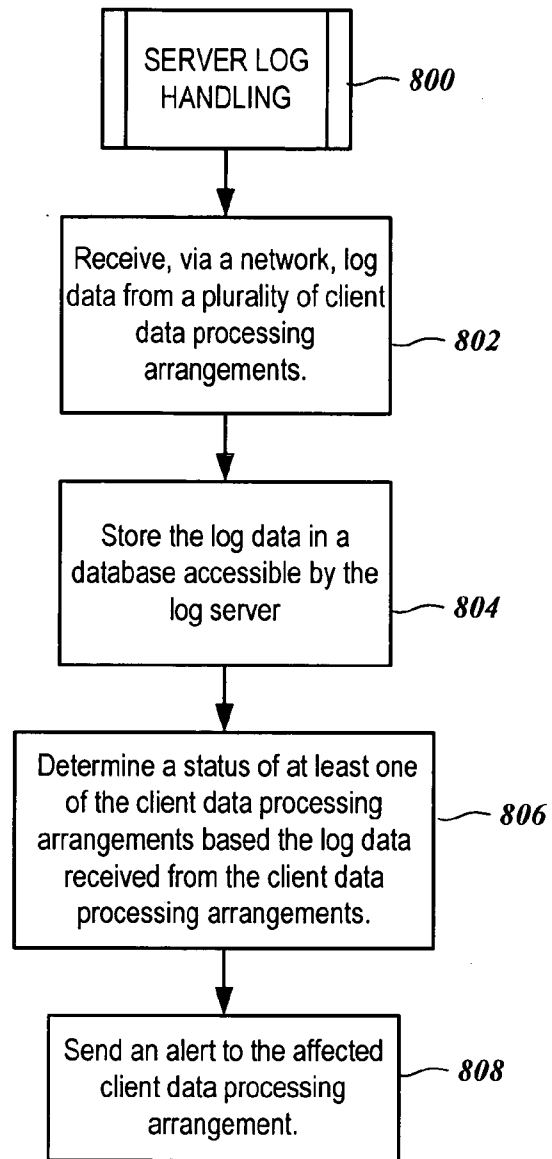 SERVER LOG
HANDLING
800
Receive, via a network, log
data from a plurality of client
data processing
arrangements.
802
Store the log data in a
database accessible by the
log server
804
Determine a status of at least one
of the client data processing
arrangements based the log data
received from the client data
processing arrangements.
806
Send an alert to the affected
client data processing
arrangement.
808